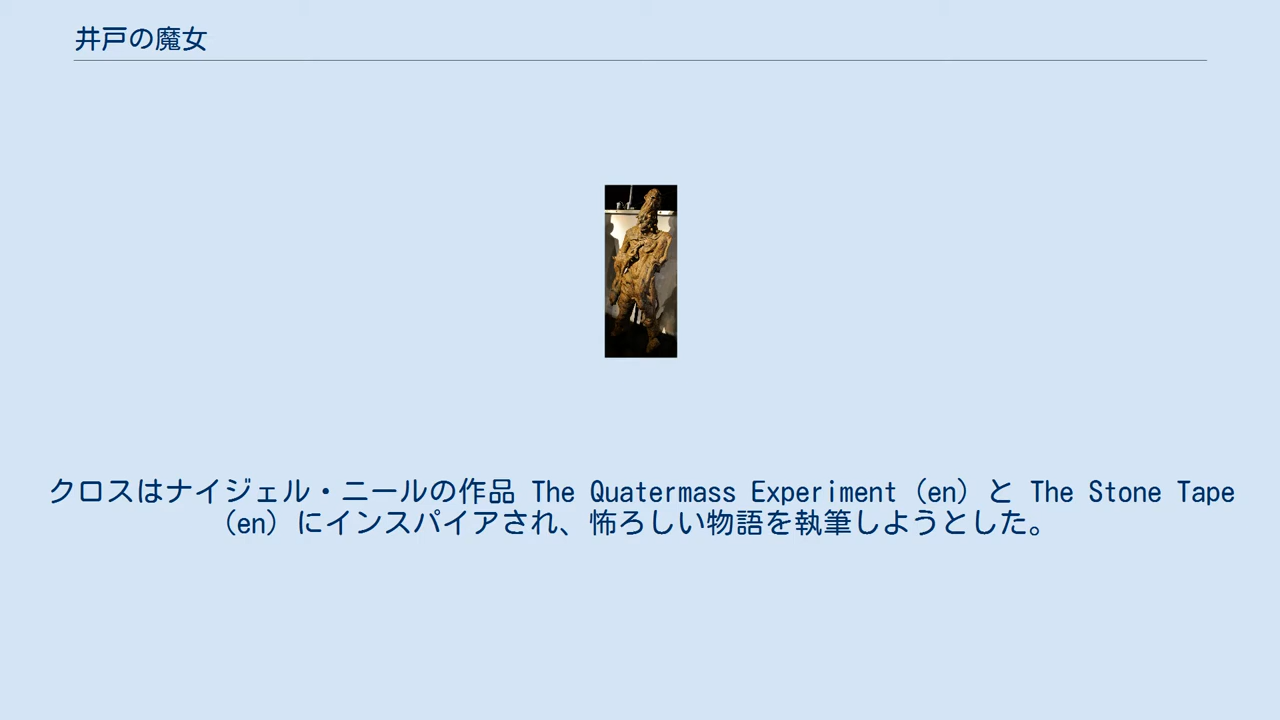 井戸の魔女
クロスはナイジェル・ニールの作品 The Quatermass Experiment（en）と The Stone Tape
（en）にインスパイアされ、怖ろしい物語を執筆しようとした。